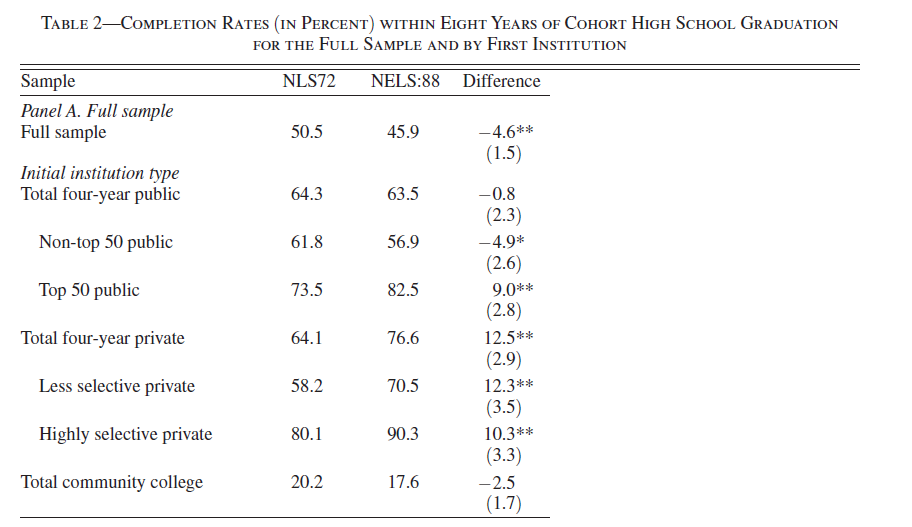 TABLE 2—COMPLETION RATES (IN PERCENT) WITHIN EIGHT YEARS OF COHORT HIGH SCHOOL GRADUATION
FOR THE FULL SAMPLE AND BY FIRST INSTITUTION
Sample NLS72 NELS:88 Difference
Panel A. Full sample
Full sample 50.5 45.9 −4.6**
(1.5)
Initial institution type
Total four-year public 64.3 63.5 −0.8
(2.3)
Non-top 50 public 61.8 56.9 −4.9*
(2.6)
Top 50 public 73.5 82.5 9.0**
(2.8)
Total four-year private 64.1 76.6 12.5**
(2.9)
Less selective private 58.2 70.5 12.3**
(3.5)
Highly selective private 80.1 90.3 10.3**
(3.3)
Total community college 20.2 17.6 −2.5
(1.7)